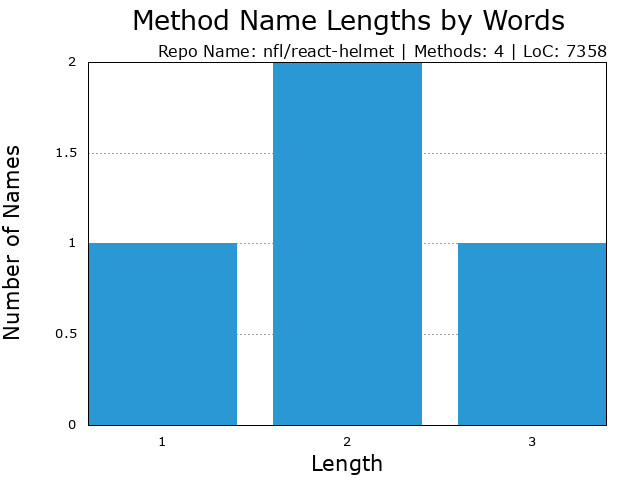 Method Name Lengths by Words
Repo Name: nfl/react-helmet | Methods: 4 | LoC: 7358
Number of Names
2
1.5
1
0.5
0
1 2 3
Length